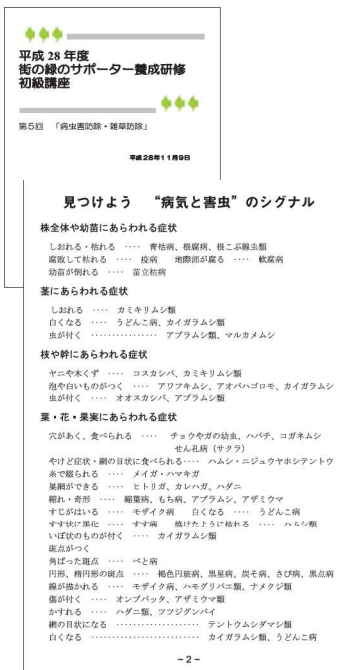 平成 28 年度
街の緑のサポーター養成研修
初級講座
第5回 「病虫害防除・雑草防除」
平成28年11月9日
見つけよう “病気と害虫”のシグナル
株全体や幼苗にあらわれる症状
しおれる・枯れる ‥‥ 青枯病、根腐病、根こぶ線虫類
腐敗して枯れる ‥‥ 疫病 地際部が腐る ‥‥ 軟腐病
幼苗が倒れる ‥‥ 苗立枯病
茎にあらわれる症状
しおれる ‥‥ カミキリムシ類
白くなる ‥‥ うどんこ病、カイガラムシ類
虫が付く ‥‥‥‥‥‥‥‥ アブラムシ類、マルカメムシ
枝や幹にあらわれる症状
ヤニや木くず ‥‥ コスカシバ、カミキリムシ類
泡や白いものがつく ‥‥ アワフキムシ、アオバハゴロモ、カイガラムシ
虫が付く ‥‥ オオスカシバ、アブラムシ類
葉・花・果実にあらわれる症状
穴があく、食べられる ‥‥ チョウやガの幼虫、ハバチ、コガネムシ
せん孔病（サクラ）
やけど症状・網の目状に食べられる‥‥ ハムシ・ニジュウヤホシテントウ
糸で綴られる ‥‥ メイガ・ハマキガ
巣網ができる ‥‥ ヒトリガ、カレハガ、ハダニ
縮れ・奇形 ‥‥ 縮葉病、もち病、アブラムシ、アザミウマ
すじがはいる ‥‥ モザイク病 白くなる ‥‥ うどんこ病
すす状に黒化 ‥‥ すす病 焼けたように枯れる ‥‥ ハムシ類
いぼ状のものが付く ‥‥ カイガラムシ類
斑点がつく
角ばった斑点 ‥‥ べと病
円形、楕円形の斑点 ‥‥ 褐色円斑病、黒星病、炭そ病、さび病、黒点病
線が描かれる ‥‥ モザイク病、ハモグリバエ類、ナメクジ類
傷が付く ‥‥ オンブバッタ、アザミウマ類
かすれる ‥‥ ハダニ類、ツツジグンバイ
網の目状になる ‥‥‥‥‥‥‥‥‥‥ テントウムシダマシ類
白くなる ‥‥‥‥‥‥‥‥‥‥‥‥‥ カイガラムシ類、うどんこ病
～2～